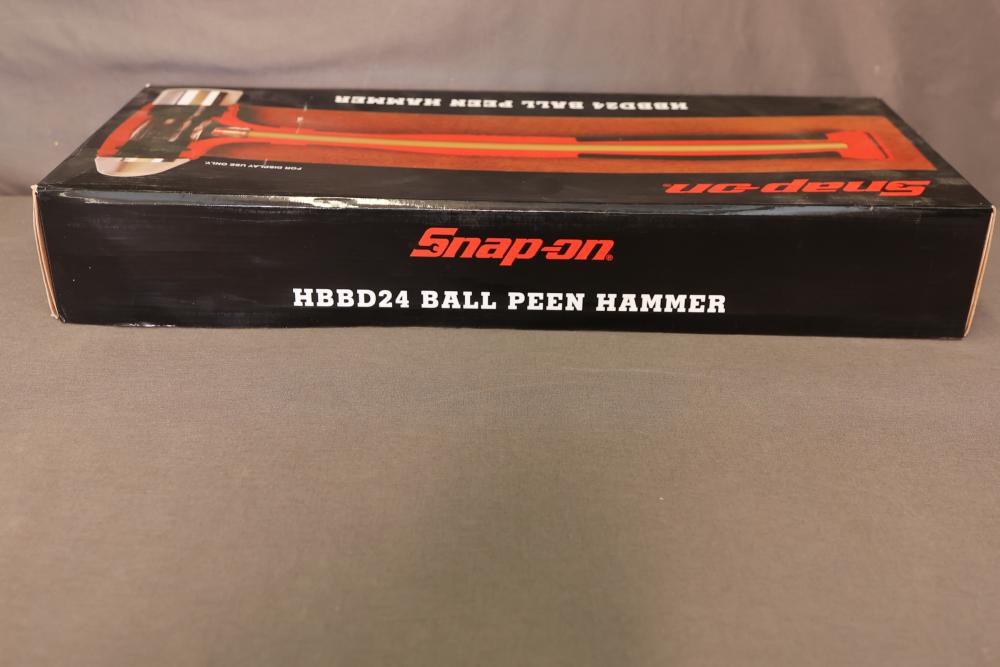 HBBD24 BALL PEEN HAMMER
FOR DISPLAY USE ONLY.
Snap-on®
Snap-on®
HBBD24 BALL PEEN HAMMER